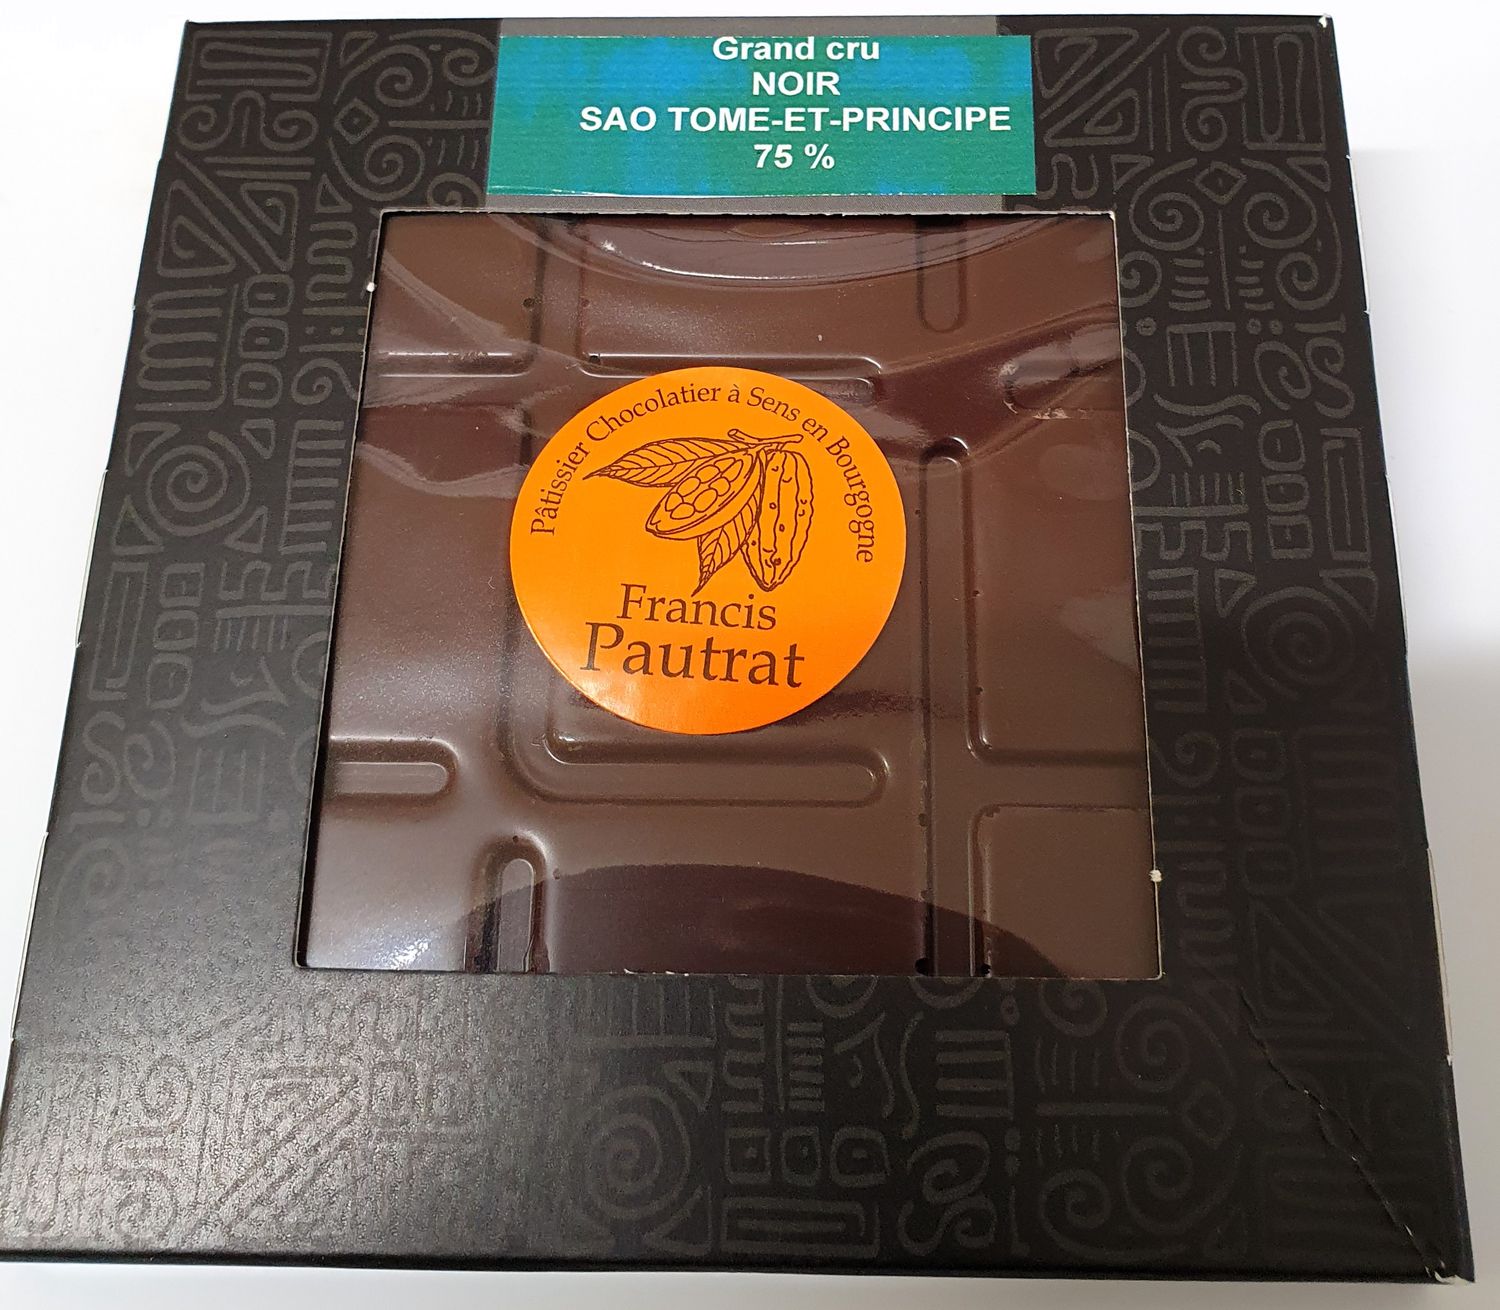 Grand cru
NOIR
SAO TOME-ET-PRINCIPE
75 %
Pâtissier Chocolatier à Sens en Bourgogne
Francis
Pautrat